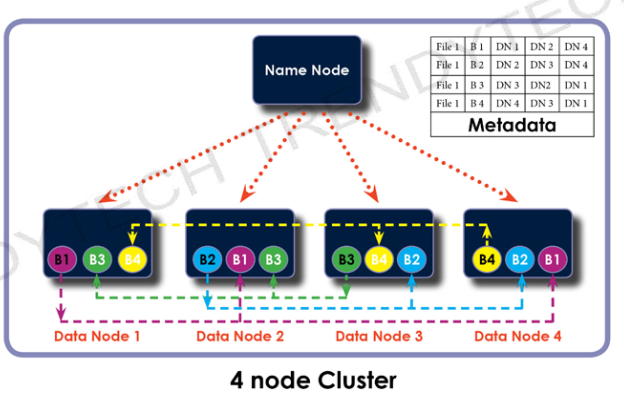 Name Node
File 1 B 1 DN 1 DN 2 DN 4
File 1 B 2 DN 2 DN 3 DN 4
File 1 B 3 DN 3 DN2 DN 1
File 1 B 4 DN 4 DN 3 DN 1
Metadata
TRENDYTECH TRENDYTECH
B1 B3 B4 B2 B1 B3 B3 B4 B2 B4 B2 B1
Data Node 1 Data Node 2 Data Node 3 Data Node 4
4 node Cluster